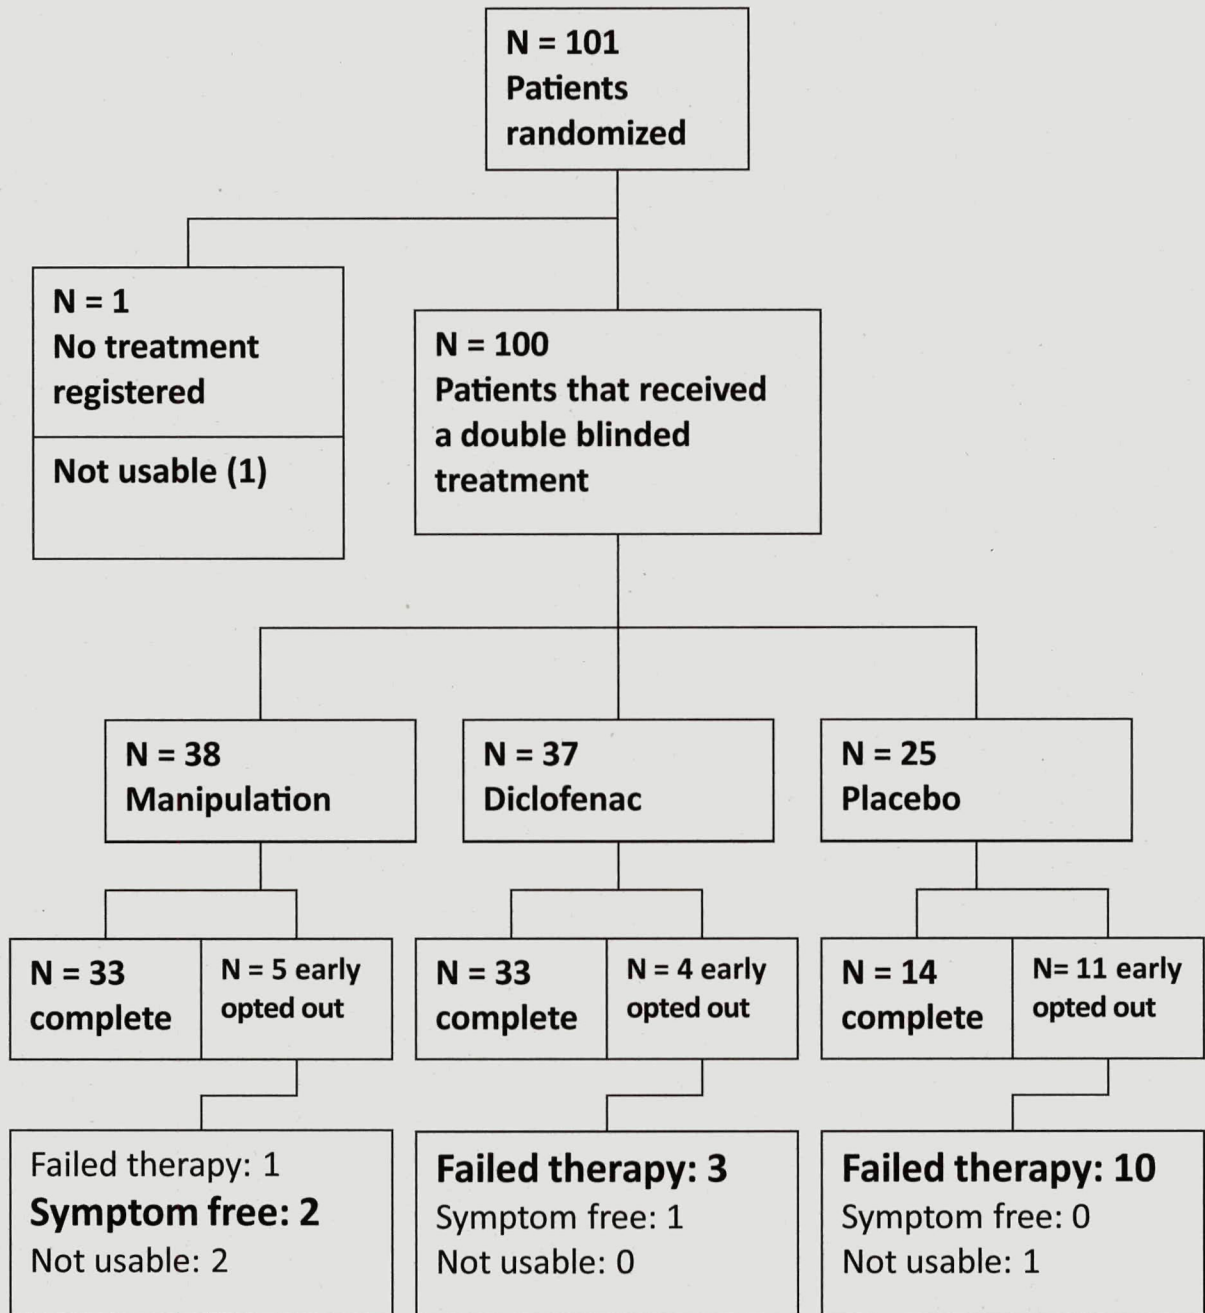 N = 101
Patients
randomized
N = 1
No treatment
registered
Not usable (1)
N = 100
Patients that received
a double blinded
treatment
N = 38
Manipulation
N = 37
Diclofenac
N = 25
Placebo
N = 33
complete
N = 5 early
opted out
N = 33
complete
N = 4 early
opted out
N = 14
complete
N= 11 early
opted out
Failed therapy: 1
Symptom free: 2
Not usable: 2
Failed therapy: 3
Symptom free: 1
Not usable: 0
Failed therapy: 10
Symptom free: 0
Not usable: 1